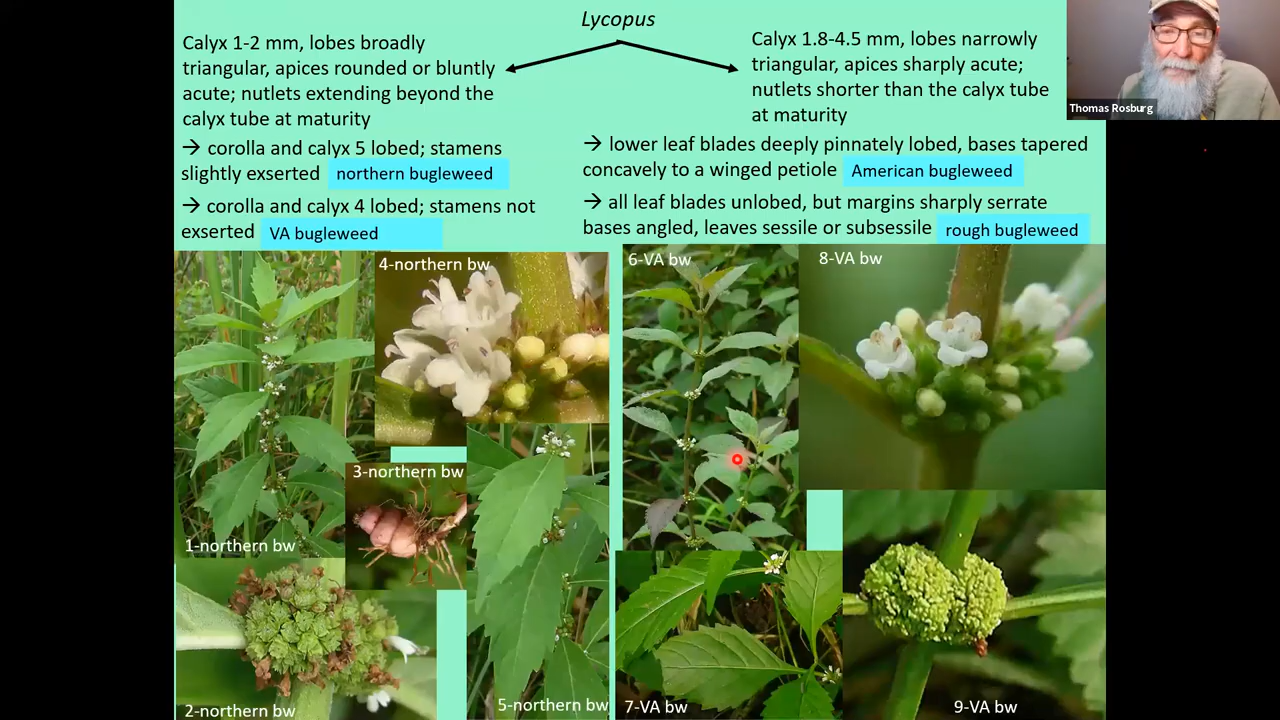 Lycopus
Calyx 1-2 mm, lobes broadly
triangular, apices rounded or bluntly
acute; nutlets extending beyond the
calyx tube at maturity
→ corolla and calyx 5 lobed; stamens
slightly exserted northern bugleweed
→ corolla and calyx 4 lobed; stamens not
exserted VA bugleweed
Calyx 1.8-4.5 mm, lobes narrowly
triangular, apices sharply acute;
nutlets shorter than the calyx tube
at maturity
→ lower leaf blades deeply pinnately lobed, bases tapered
concavely to a winged petiole American bugleweed
→ all leaf blades unlobed, but margins sharply serrate
bases angled, leaves sessile or subsessile rough bugleweed
Thomas Rosburg
4-northern bw
6-VA bw
8-VA bw
3-northern bw
1-northern bw
2-northern bw
5-northern bw
7-VA bw
9-VA bw